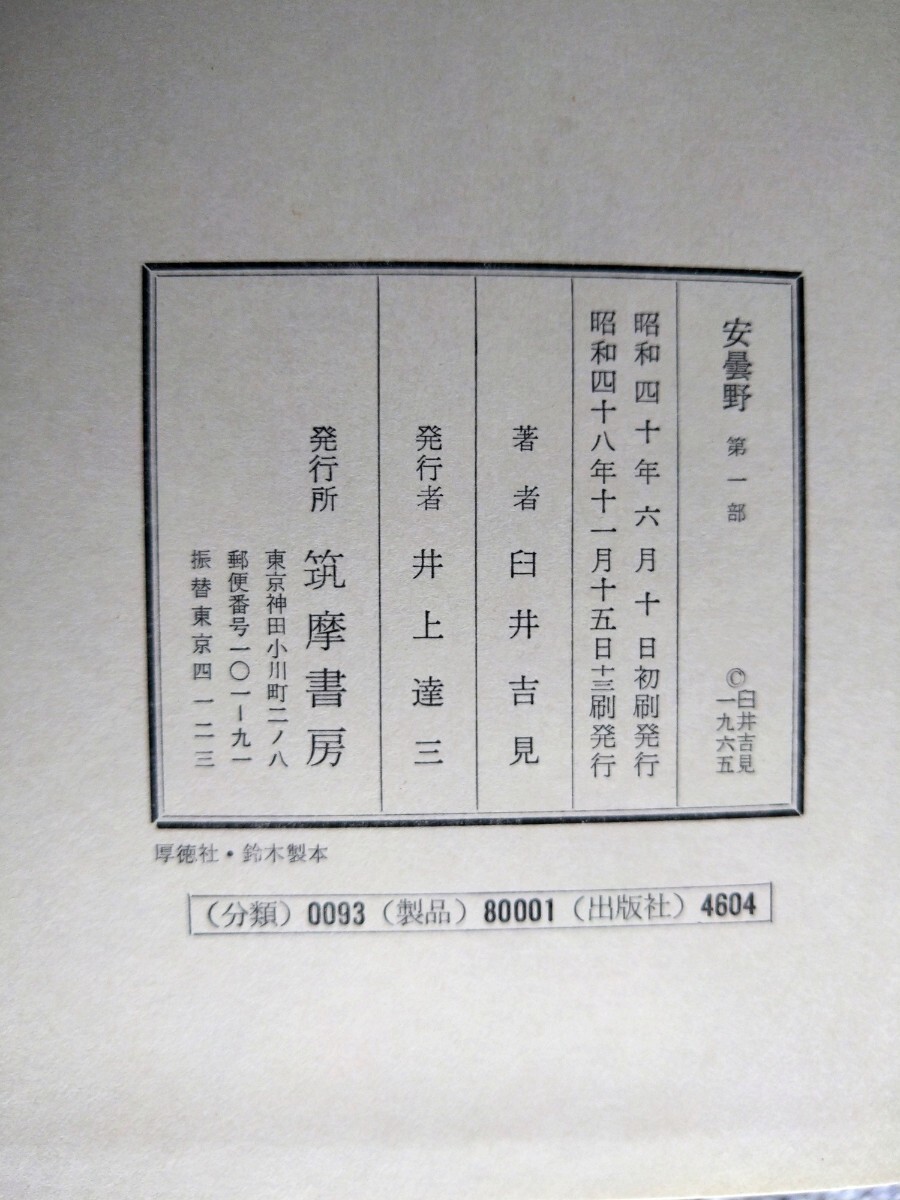 安曇野 第一部
©臼井吉見
一九六五
昭和四十年六月十日初刷発行
昭和四十八年十一月十五日十三刷発行
著者 臼井吉見
発行者 井上達三
発行所 筑摩書房
東京神田小川町二ノ八
郵便番号一〇一-九一
振替東京四一二三
厚徳社・鈴木製本
(分類) 0093 (製品) 80001 (出版社) 4604